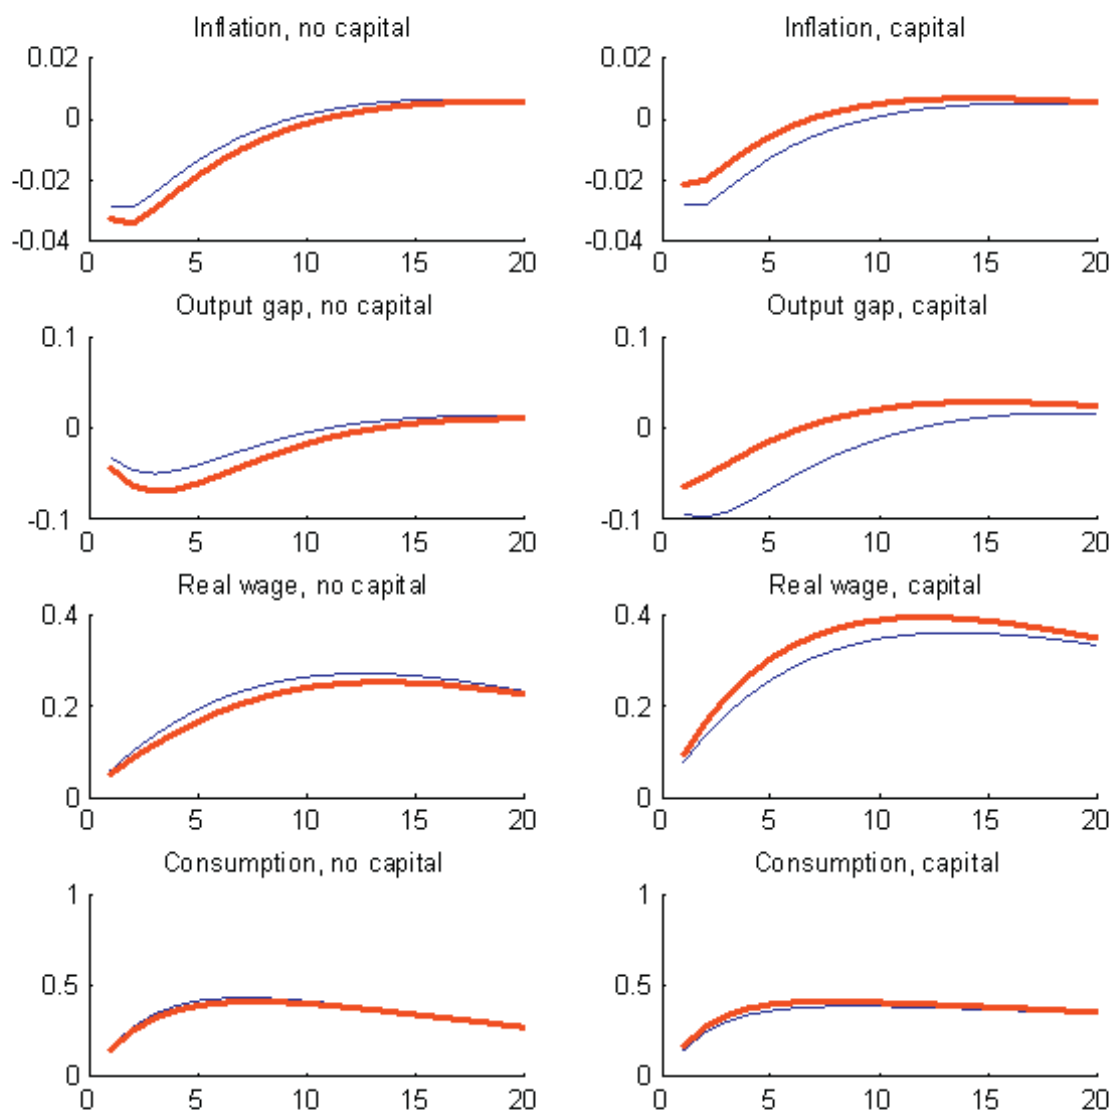 Inflation, no capital
0.02
0
-0.02
-0.04
0 5 10 15 20
Inflation, capital
0.02
0
-0.02
-0.04
0 5 10 15 20
Output gap, no capital
0.1
0
-0.1
0 5 10 15 20
Output gap, capital
0.1
0
-0.1
0 5 10 15 20
Real wage, no capital
0.4
0.2
0
0 5 10 15 20
Real wage, capital
0.4
0.2
0
0 5 10 15 20
Consumption, no capital
1
0.5
0
0 5 10 15 20
Consumption, capital
1
0.5
0
0 5 10 15 20